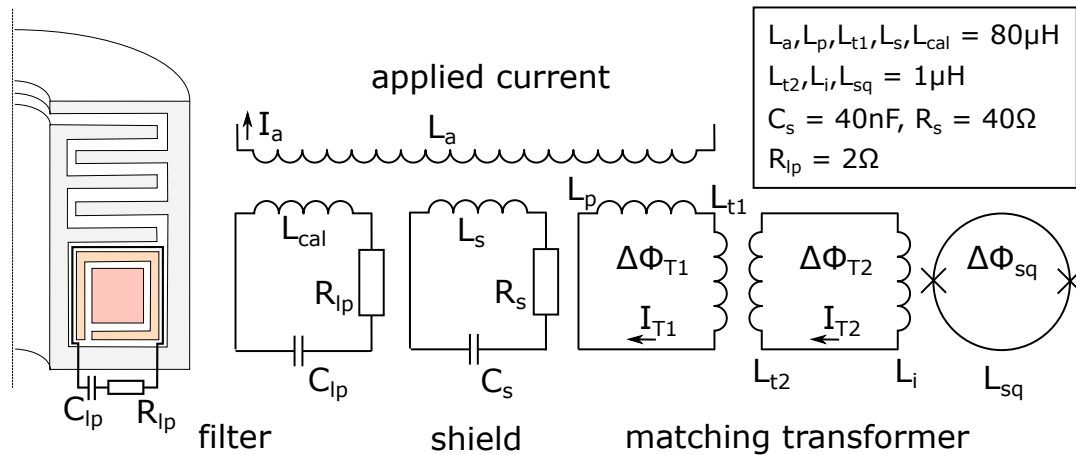 L_a,L_p,L_t1,L_s,L_cal = 80μH
L_t2,L_i,L_sq = 1μH
C_s = 40nF, R_s = 40Ω
R_lp = 2Ω
applied current
I_a
L_a
L_p
L_t1
L_cal
L_s
ΔΦ_T1
ΔΦ_T2
ΔΦ_sq
R_lp
R_s
I_T1
I_T2
C_lp
C_s
L_t2
L_i
L_sq
C_lp
R_lp
filter
shield
matching transformer